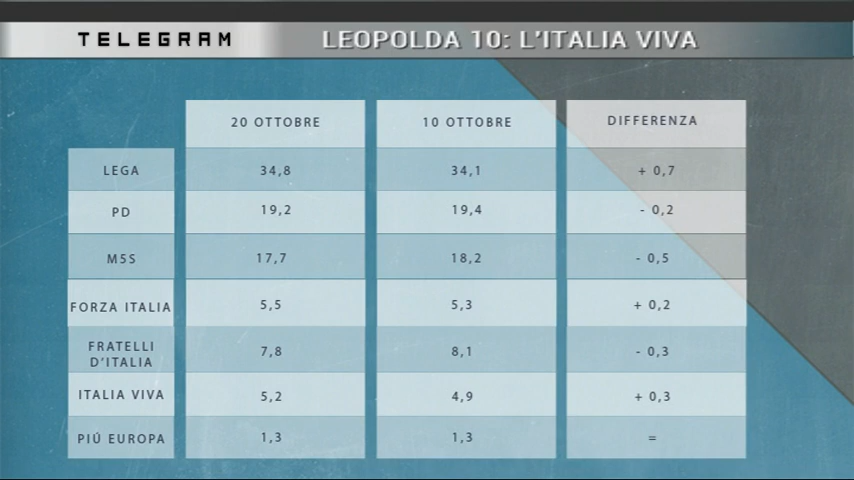 TELEGRAM LEOPOLDA 10: L'ITALIA VIVA
20 OTTOBRE 10 OTTOBRE DIFFERENZA
LEGA 34,8 34,1 + 0,7
PD 19,2 19,4 - 0,2
M5S 17,7 18,2 - 0,5
FORZA ITALIA 5,5 5,3 + 0,2
FRATELLI
D'ITALIA 7,8 8,1 - 0,3
ITALIA VIVA 5,2 4,9 + 0,3
PIÚ EUROPA 1,3 1,3 =